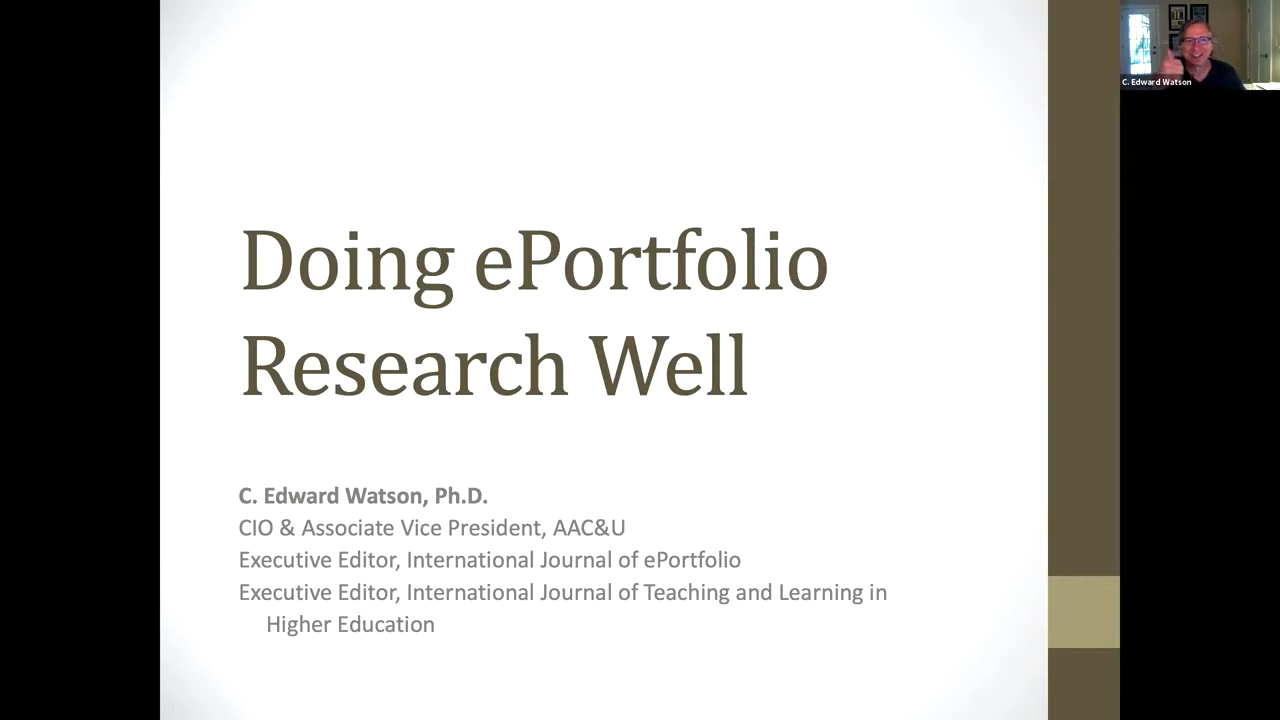 Doing ePortfolio
Research Well
C. Edward Watson, Ph.D.
CIO & Associate Vice President, AAC&U
Executive Editor, International Journal of ePortfolio
Executive Editor, International Journal of Teaching and Learning in
Higher Education
C. Edward Watson